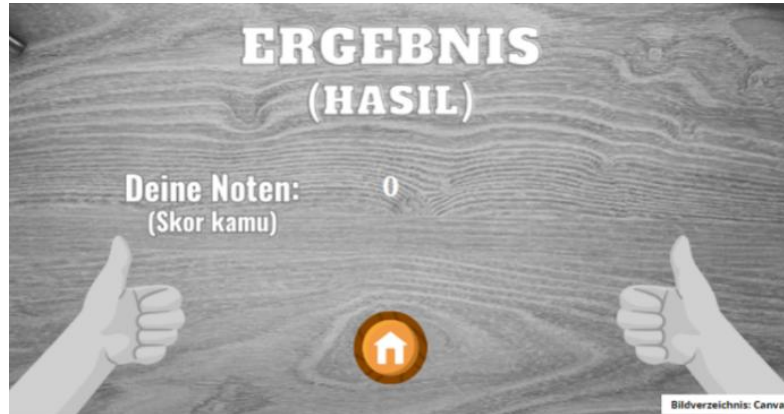 ERGEBNIS
(HASIL)
Deine Noten: 0
(Skor kamu)
Bildverzeichnis: Canva